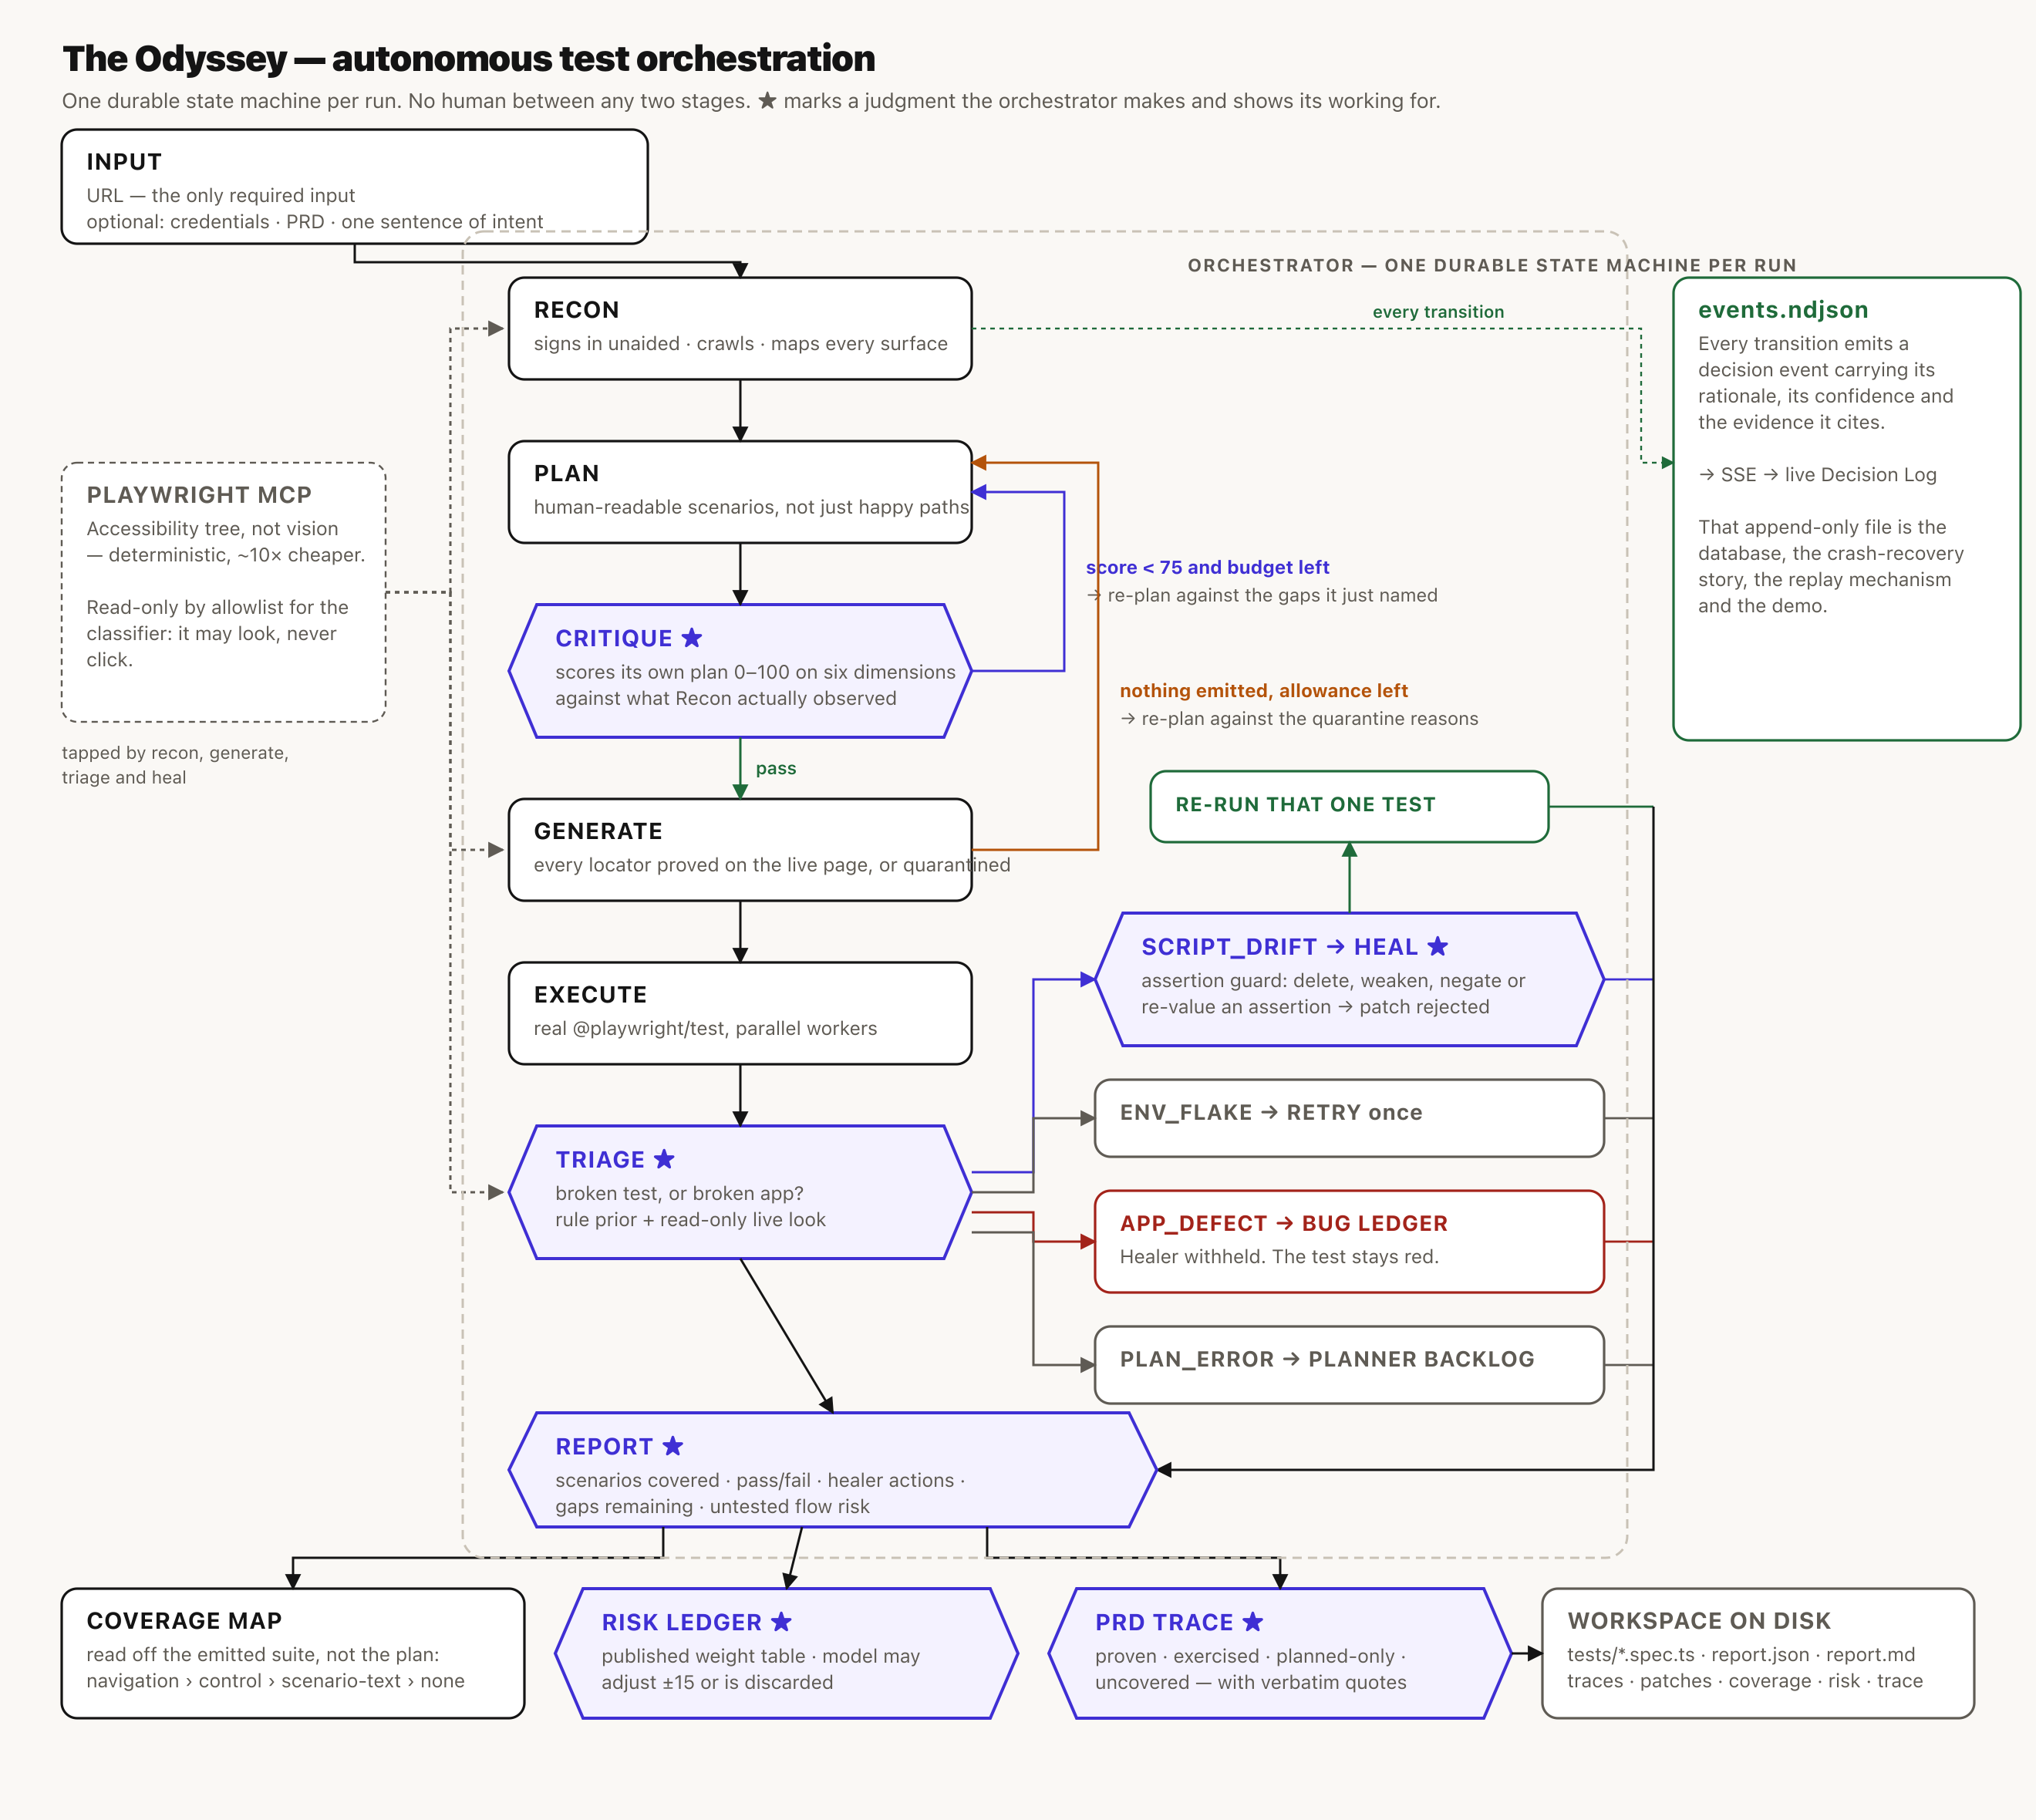 The Odyssey — autonomous test orchestration
One durable state machine per run. No human between any two stages. ★ marks a judgment the orchestrator makes and shows its working for.
INPUT
URL — the only required input
optional: credentials · PRD · one sentence of intent
ORCHESTRATOR — ONE DURABLE STATE MACHINE PER RUN
RECON
signs in unaided · crawls · maps every surface
every transition
events.ndjson
Every transition emits a
decision event carrying its
rationale, its confidence and
the evidence it cites.
→ SSE → live Decision Log
That append-only file is the
database, the crash-recovery
story, the replay mechanism
and the demo.
PLAN
human-readable scenarios, not just happy paths
PLAYWRIGHT MCP
Accessibility tree, not vision
— deterministic, ~10× cheaper.
Read-only by allowlist for the
classifier: it may look, never
click.
tapped by recon, generate,
triage and heal
score < 75 and budget left
→ re-plan against the gaps it just named
CRITIQUE ★
scores its own plan 0–100 on six dimensions
against what Recon actually observed
nothing emitted, allowance left
→ re-plan against the quarantine reasons
pass
GENERATE
every locator proved on the live page, or quarantined
RE-RUN THAT ONE TEST
EXECUTE
real @playwright/test, parallel workers
SCRIPT_DRIFT → HEAL ★
assertion guard: delete, weaken, negate or
re-value an assertion → patch rejected
ENV_FLAKE → RETRY once
TRIAGE ★
broken test, or broken app?
rule prior + read-only live look
APP_DEFECT → BUG LEDGER
Healer withheld. The test stays red.
PLAN_ERROR → PLANNER BACKLOG
REPORT ★
scenarios covered · pass/fail · healer actions ·
gaps remaining · untested flow risk
COVERAGE MAP
read off the emitted suite, not the plan:
navigation › control › scenario-text › none
RISK LEDGER ★
published weight table · model may
adjust ±15 or is discarded
PRD TRACE ★
proven · exercised · planned-only ·
uncovered — with verbatim quotes
WORKSPACE ON DISK
tests/*.spec.ts · report.json · report.md
traces · patches · coverage · risk · trace